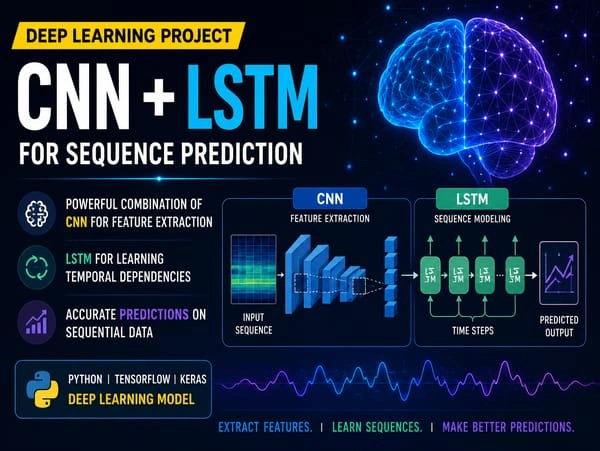 DEEP LEARNING PROJECT
CNN + LSTM
FOR SEQUENCE PREDICTION
POWERFUL COMBINATION OF
CNN FOR FEATURE EXTRACTION
LSTM FOR LEARNING
TEMPORAL DEPENDENCIES
ACCURATE PREDICTIONS ON
SEQUENTIAL DATA
PYTHON | TENSORFLOW | KERAS
DEEP LEARNING MODEL
CNN
FEATURE EXTRACTION
INPUT
SEQUENCE
LSTM
SEQUENCE MODELING
TIME STEPS
PREDICTED
OUTPUT
EXTRACT FEATURES. | LEARN SEQUENCES. | MAKE BETTER PREDICTIONS.